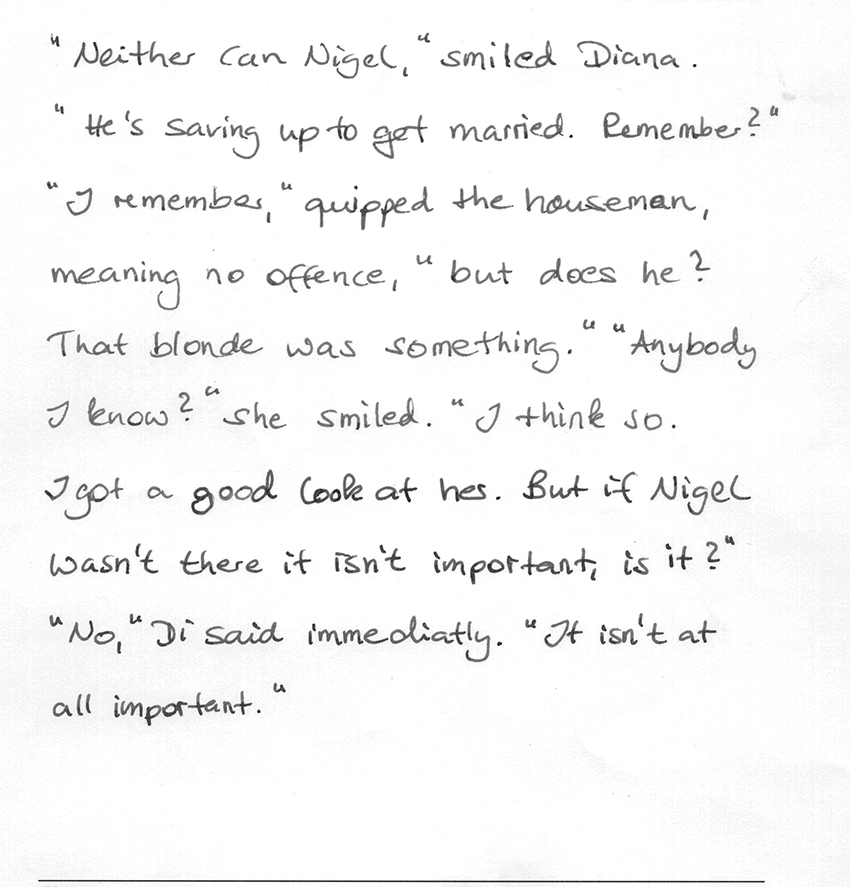 "Neither can Nigel," smiled Diana.
"He's saving up to get married. Remember?"
"I remember," quipped the houseman,
meaning no offence, "but does he?
That blonde was something." "Anybody
I know?" she smiled. "I think so.
I got a good look at her. But if Nigel
wasn't there it isn't important, is it?"
"No," Di said immediatly. "It isn't at
all important."